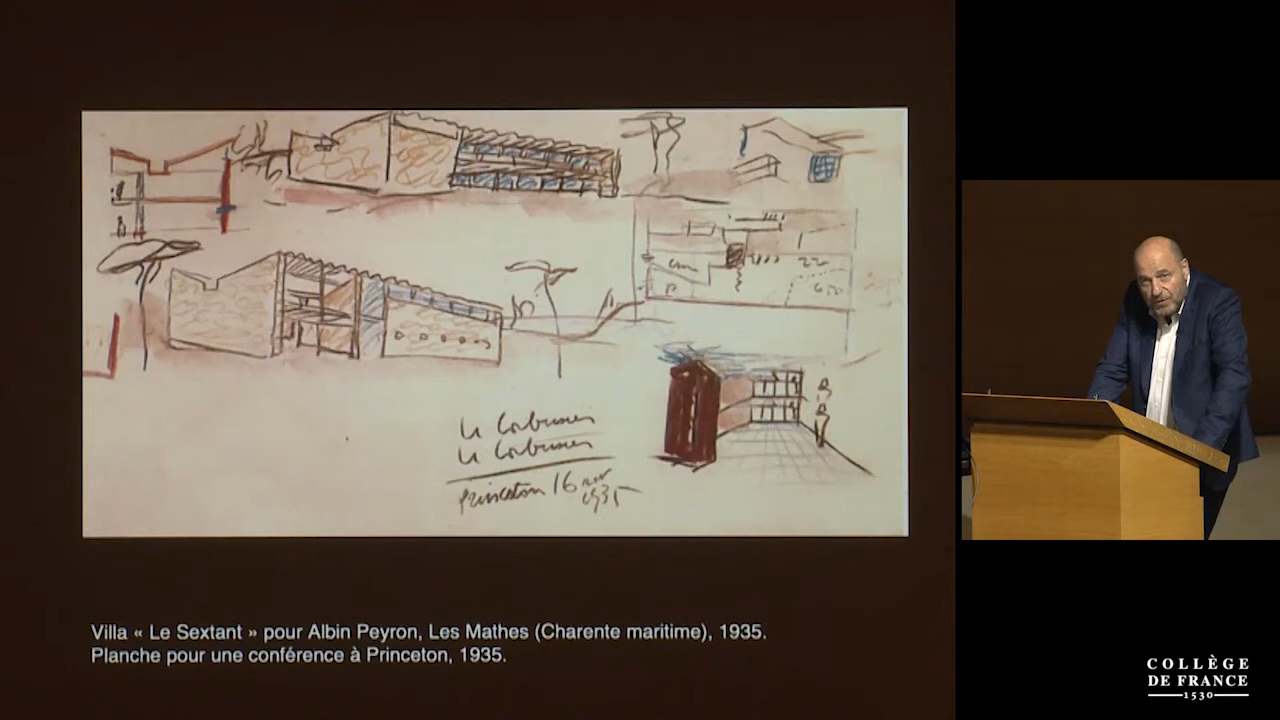 Le Corbusier
Le Corbusier
Princeton 16 nov
1935
Villa « Le Sextant » pour Albin Peyron, Les Mathes (Charente maritime), 1935.
Planche pour une conférence à Princeton, 1935.
COLLÈGE
DE FRANCE
1530